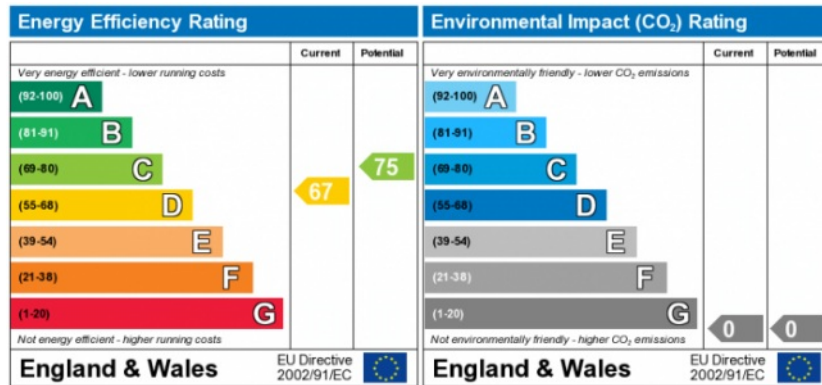 Energy Efficiency Rating
Current Potential
Very energy efficient - lower running costs
(92-100) A
(81-91) B
(69-80) C
75
(55-68) D
67
(39-54) E
(21-38) F
(1-20) G
Not energy efficient - higher running costs
England & Wales
EU Directive
2002/91/EC
Environmental Impact (CO₂) Rating
Current Potential
Very environmentally friendly - lower CO₂ emissions
(92-100) A
(81-91) B
(69-80) C
(55-68) D
(39-54) E
(21-38) F
(1-20) G
0 0
Not environmentally friendly - higher CO₂ emissions
England & Wales
EU Directive
2002/91/EC